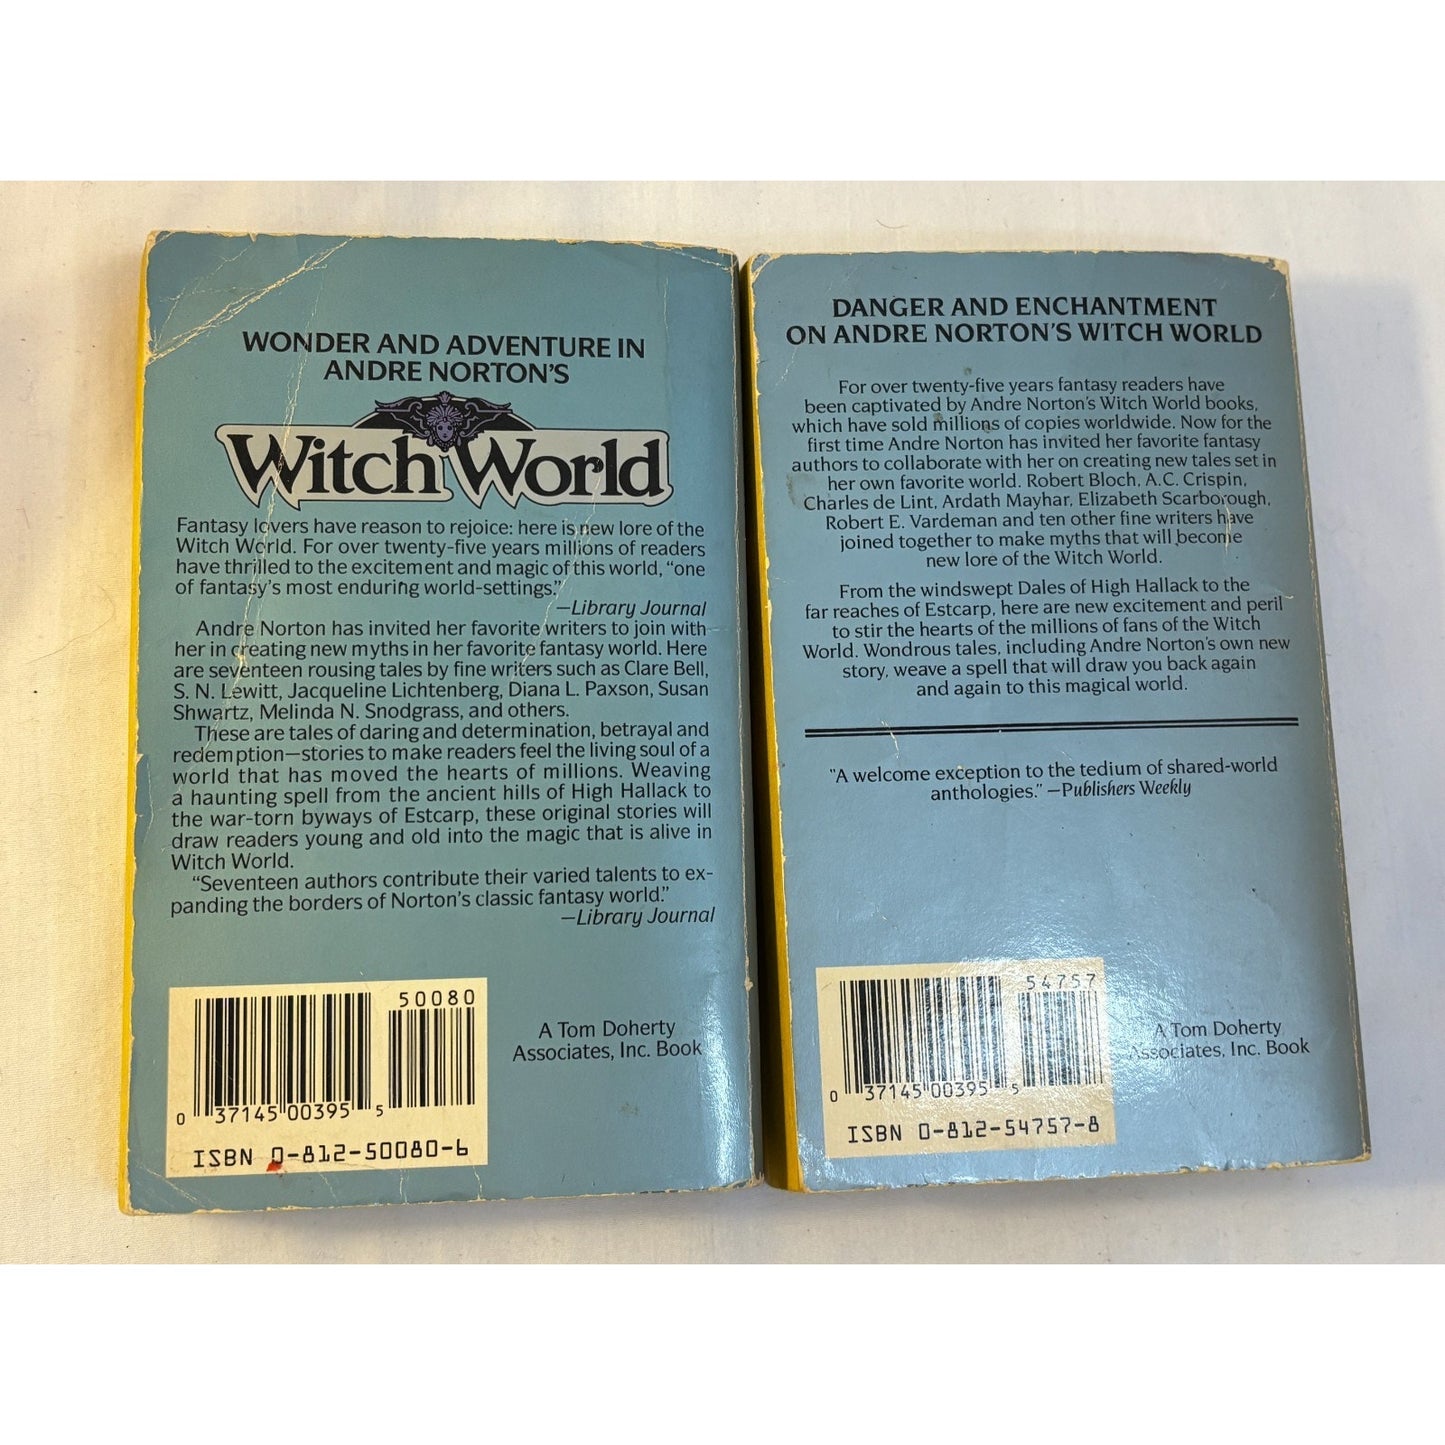 WONDER AND ADVENTURE IN
ANDRE NORTON'S
Witch World
Fantasy lovers have reason to rejoice: here is new lore of the
Witch World. For over twenty-five years millions of readers
have thrilled to the excitement and magic of this world, "one
of fantasy's most enduring world-settings."
—Library Journal
Andre Norton has invited her favorite writers to join with
her in creating new myths in her favorite fantasy world. Here
are seventeen rousing tales by fine writers such as Clare Bell,
S. N. Lewitt, Jacqueline Lichtenberg, Diana L. Paxson, Susan
Shwartz, Melinda N. Snodgrass, and others.
These are tales of daring and determination, betrayal and
redemption—stories to make readers feel the living soul of a
world that has moved the hearts of millions. Weaving
a haunting spell from the ancient hills of High Hallack to
the war-torn byways of Estcarp, these original stories will
draw readers young and old into the magic that is alive in
Witch World.
"Seventeen authors contribute their varied talents to ex-
panding the borders of Norton's classic fantasy world."
—Library Journal
50080
0 37145 00395 5
ISBN 0-812-50080-6
A Tom Doherty
Associates, Inc. Book
DANGER AND ENCHANTMENT
ON ANDRE NORTON'S WITCH WORLD
For over twenty-five years fantasy readers have
been captivated by Andre Norton's Witch World books,
which have sold millions of copies worldwide. Now for the
first time Andre Norton has invited her favorite fantasy
authors to collaborate with her on creating new tales set in
her own favorite world. Robert Bloch, A.C. Crispin,
Charles de Lint, Ardath Mayhar, Elizabeth Scarborough,
Robert E. Vardeman and ten other fine writers have
joined together to make myths that will become
new lore of the Witch World.
From the windswept Dales of High Hallack to the
far reaches of Estcarp, here are new excitement and peril
to stir the hearts of the millions of fans of the Witch
World. Wondrous tales, including Andre Norton's own new
story, weave a spell that will draw you back again
and again to this magical world.
"A welcome exception to the tedium of shared-world
anthologies." —Publishers Weekly
54757
0 37145 00395 5
ISBN 0-812-54757-8
A Tom Doherty
Associates, Inc. Book